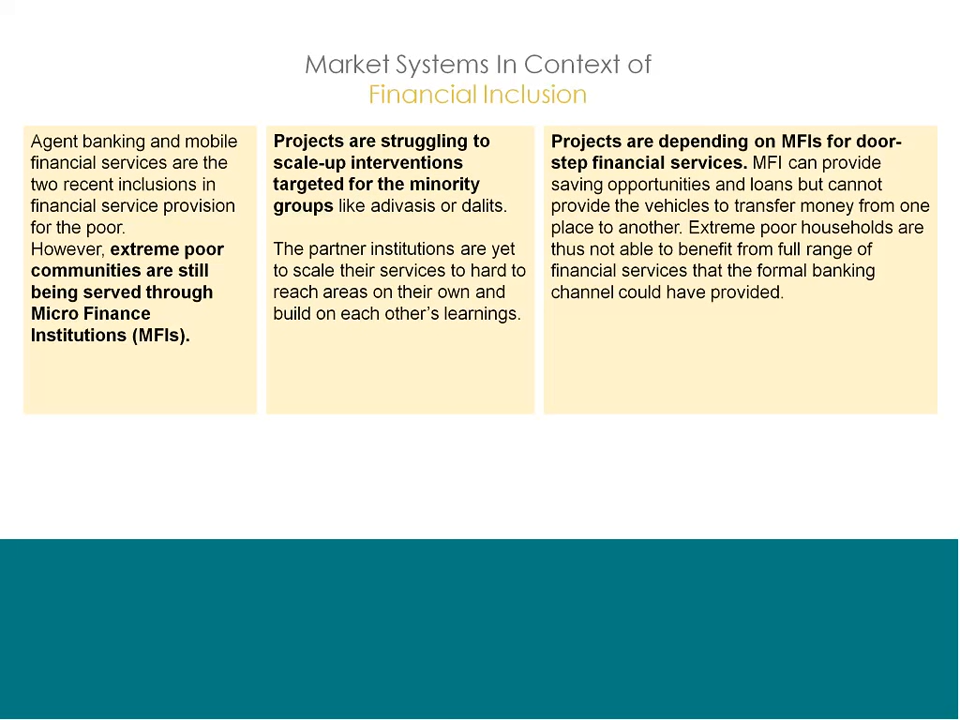 Market Systems In Context of
Financial Inclusion
Agent banking and mobile
financial services are the
two recent inclusions in
financial service provision
for the poor.
However, extreme poor
communities are still
being served through
Micro Finance
Institutions (MFIs).
Projects are struggling to
scale-up interventions
targeted for the minority
groups like adivasis or dalits.
The partner institutions are yet
to scale their services to hard to
reach areas on their own and
build on each other's learnings.
Projects are depending on MFIs for door-
step financial services. MFI can provide
saving opportunities and loans but cannot
provide the vehicles to transfer money from one
place to another. Extreme poor households are
thus not able to benefit from full range of
financial services that the formal banking
channel could have provided.